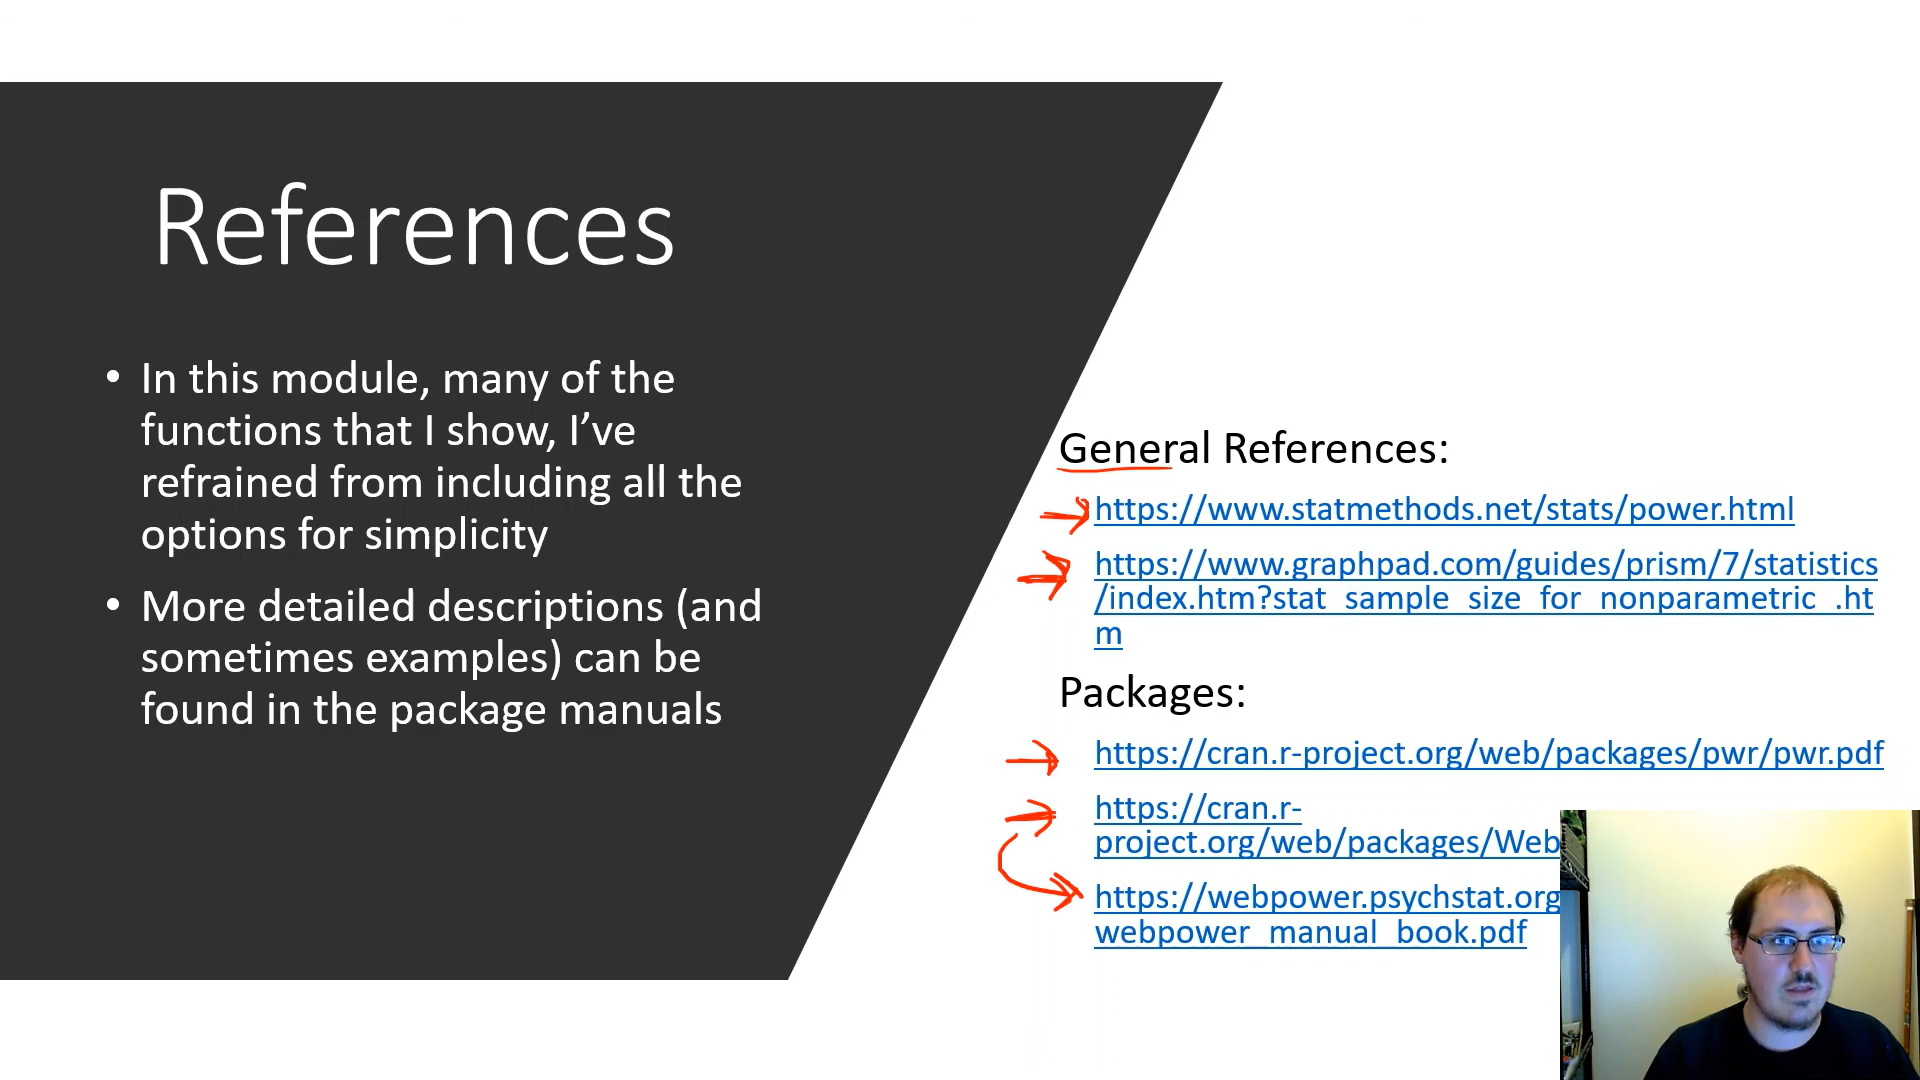 References
• In this module, many of the
functions that I show, I’ve
refrained from including all the
options for simplicity
• More detailed descriptions (and
sometimes examples) can be
found in the package manuals
General References:
https://www.statmethods.net/stats/power.html
https://www.graphpad.com/guides/prism/7/statistics
/index.htm?stat_sample_size_for_nonparametric_.ht
m
Packages:
https://cran.r-project.org/web/packages/pwr/pwr.pdf
https://cran.r-
project.org/web/packages/Web
https://webpower.psychstat.org
webpower_manual_book.pdf